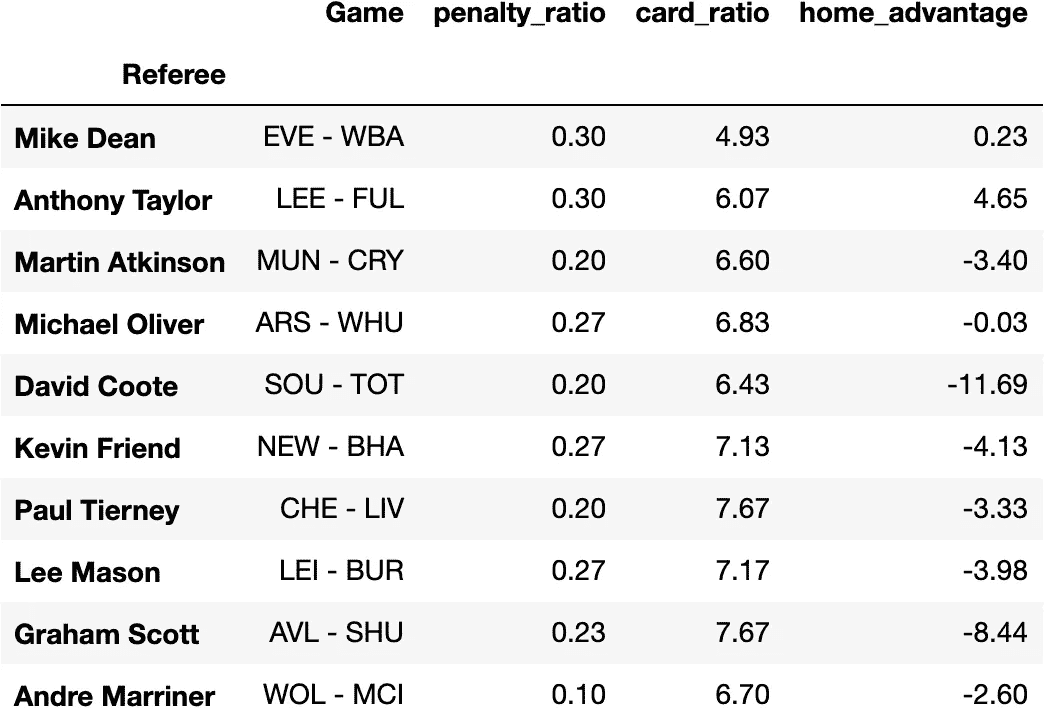 Game penalty_ratio card_ratio home_advantage
Referee
Mike Dean EVE - WBA 0.30 4.93 0.23
Anthony Taylor LEE - FUL 0.30 6.07 4.65
Martin Atkinson MUN - CRY 0.20 6.60 -3.40
Michael Oliver ARS - WHU 0.27 6.83 -0.03
David Coote SOU - TOT 0.20 6.43 -11.69
Kevin Friend NEW - BHA 0.27 7.13 -4.13
Paul Tierney CHE - LIV 0.20 7.67 -3.33
Lee Mason LEI - BUR 0.27 7.17 -3.98
Graham Scott AVL - SHU 0.23 7.67 -8.44
Andre Marriner WOL - MCI 0.10 6.70 -2.60